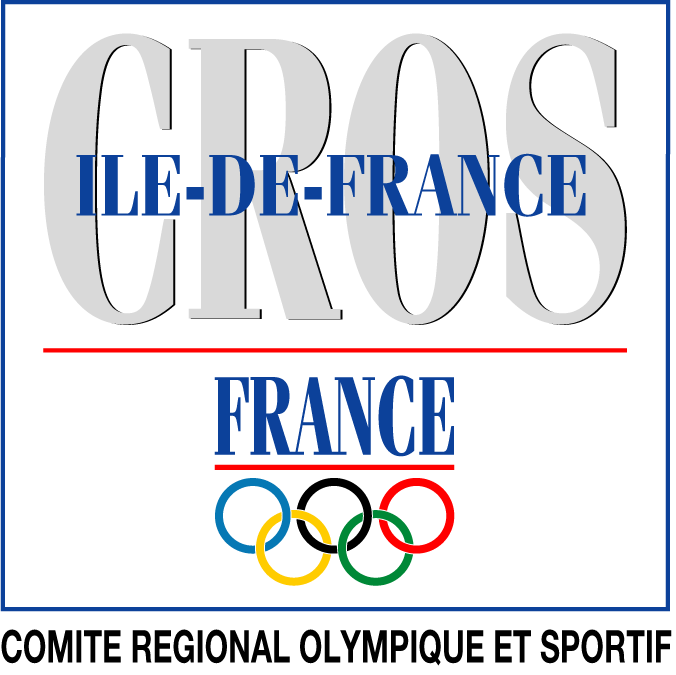 CROS
ILE-DE-FRANCE
FRANCE
COMITE REGIONAL OLYMPIQUE ET SPORTIF